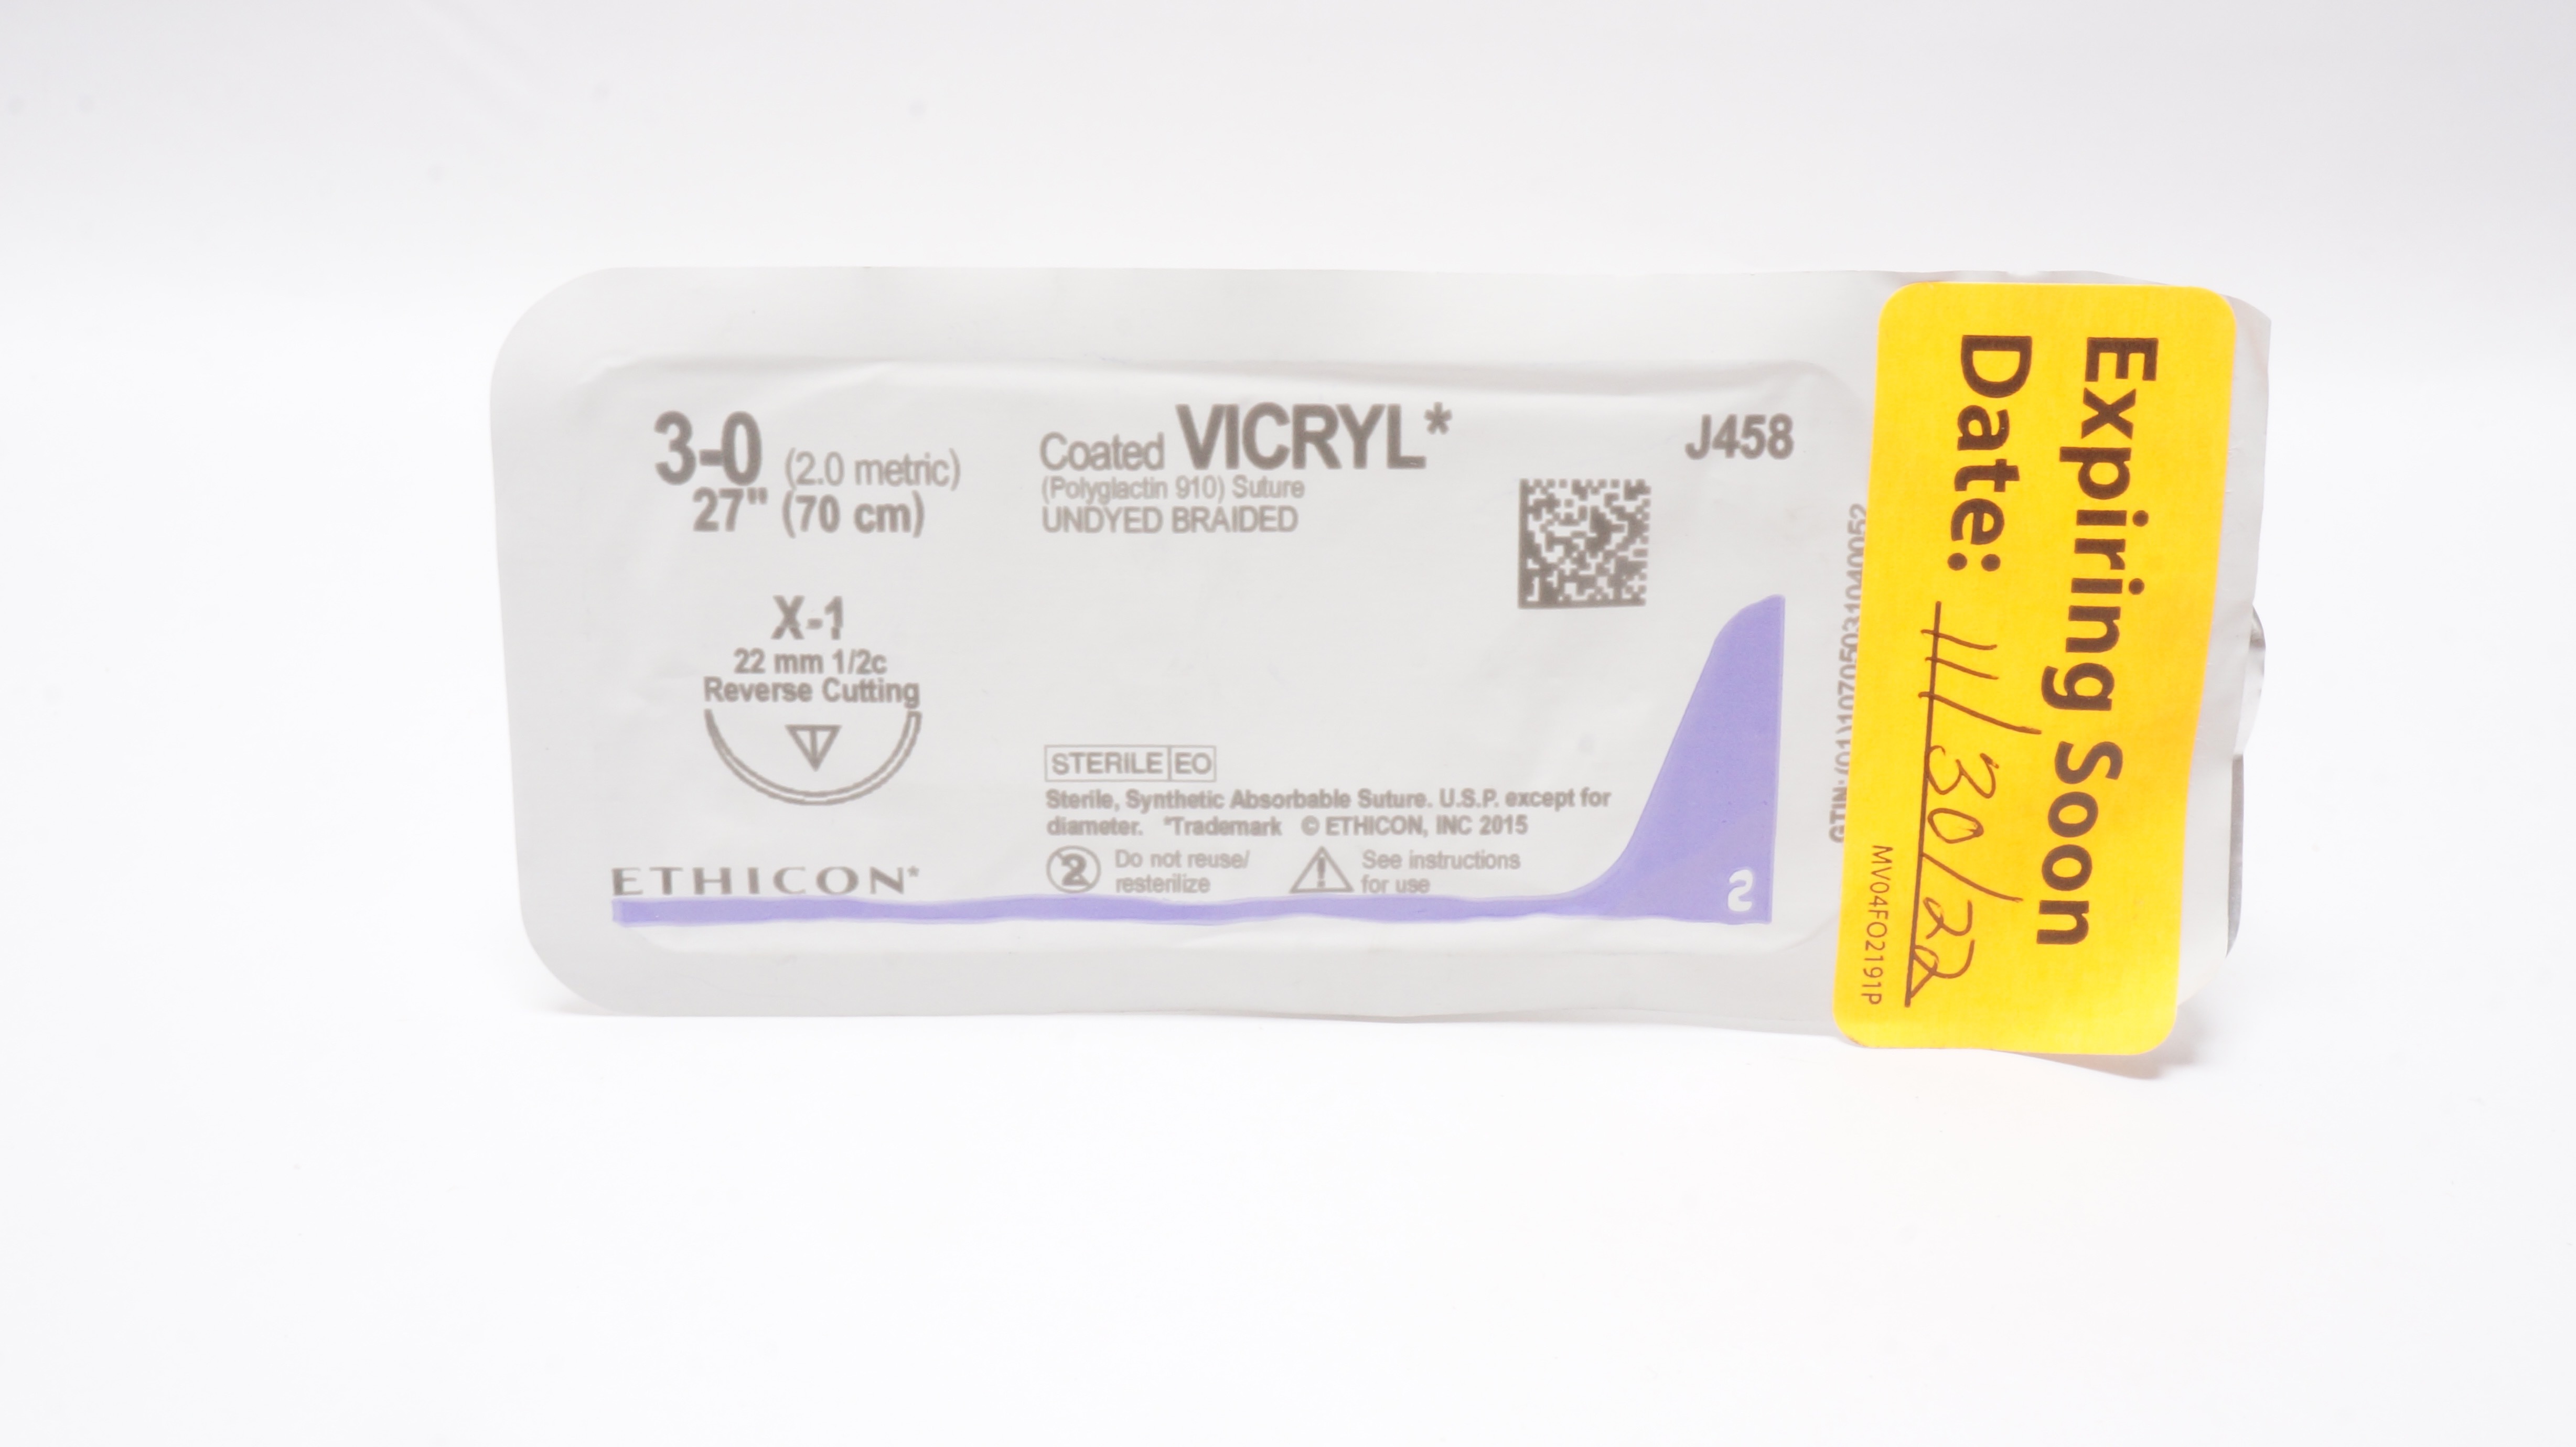 3-0 (2.0 metric)
27" (70 cm)
X-1
22 mm 1/2c
Reverse Cutting
ETHICON*
Coated VICRYL*
(Polyglactin 910) Suture
UNDYED BRAIDED
STERILE EO
Sterile, Synthetic Absorbable Suture. U.S.P. except for
diameter. *Trademark © ETHICON, INC 2015
2 Do not reuse/
resterilize
See instructions
for use
J458
S
Expiring Soon
Date: 11/30/22
MV04FO2191P